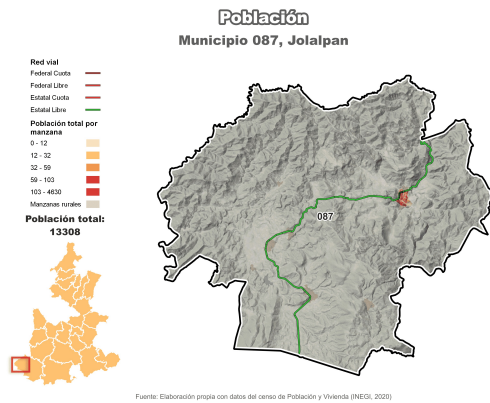 Población
Municipio 087, Jolalpan
Red vial
Federal Cuota
Federal Libre
Estatal Cuota
Estatal Libre
Población total por
manzana
0 - 12
12 - 32
32 - 59
59 - 103
103 - 4630
Manzanas rurales
Población total:
13308
087
Fuente: Elaboración propia con datos del censo de Población y Vivienda (INEGI, 2020)